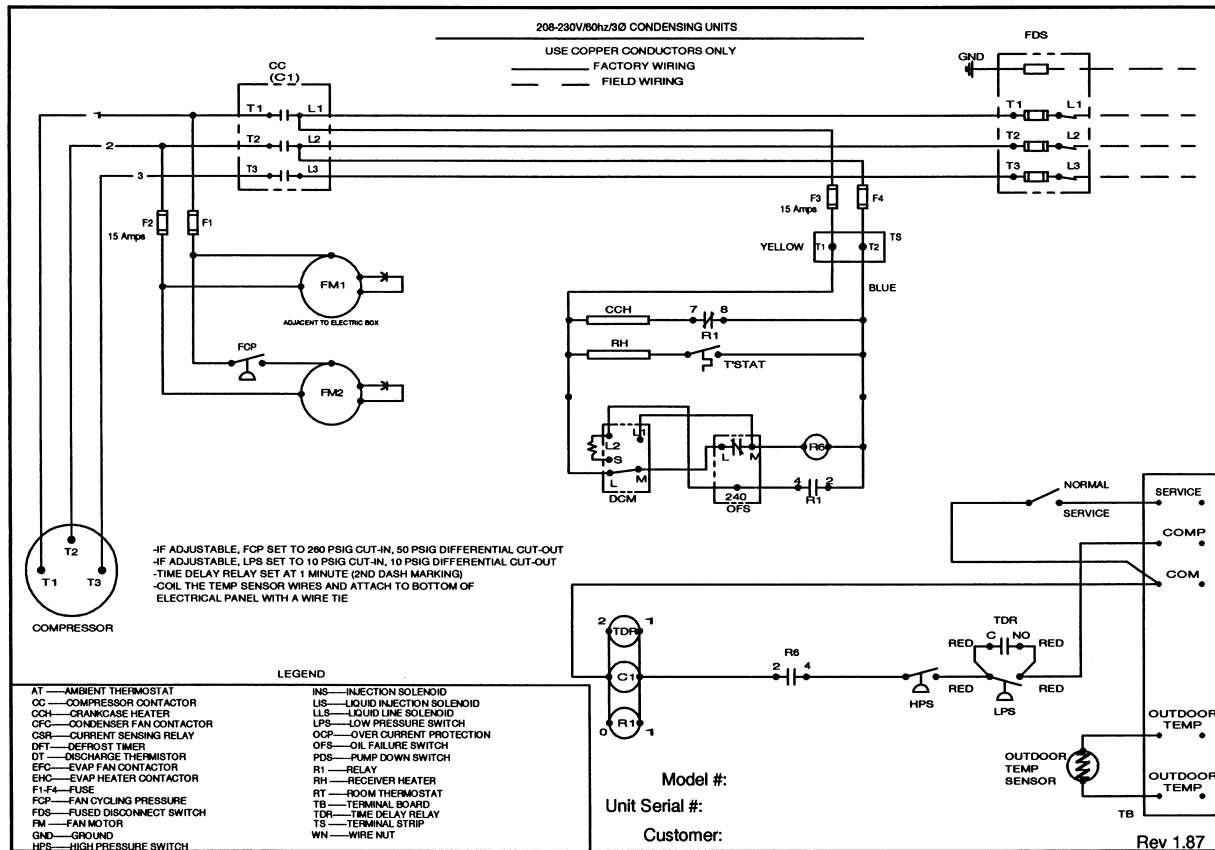 208-230V/60hz/3Ø CONDENSING UNITS
USE COPPER CONDUCTORS ONLY
FACTORY WIRING
FIELD WIRING
FDS
GND
CC
(C1)
T1 L1
T1 L1
1
T2 L2
T2 L2
2
T3 L3
T3 L3
3
F2
15 Amps
F1
F3
15 Amps
F4
TS
YELLOW T1 T2
BLUE
FM1
ADJACENT TO ELECTRIC BOX
FCP
FM2
CCH 7 8
R1
RH
T'STAT
L2 L1
S
L M
DCM
L M
240
OFS
R6
4 2
R1
NORMAL
SERVICE
SERVICE
COMP
COM
T2
T1 T3
COMPRESSOR
-IF ADJUSTABLE, FCP SET TO 260 PSIG CUT-IN, 50 PSIG DIFFERENTIAL CUT-OUT
-IF ADJUSTABLE, LPS SET TO 10 PSIG CUT-IN, 10 PSIG DIFFERENTIAL CUT-OUT
-TIME DELAY RELAY SET AT 1 MINUTE (2ND DASH MARKING)
-COIL THE TEMP SENSOR WIRES AND ATTACH TO BOTTOM OF
ELECTRICAL PANEL WITH A WIRE TIE
2 TDR 1
C1
0 R1 1
R6
2 4
HPS
TDR
RED C NO RED
RED RED
LPS
OUTDOOR
TEMP
OUTDOOR
TEMP
SENSOR
OUTDOOR
TEMP
TB
LEGEND
AT ----AMBIENT THERMOSTAT
CC ----COMPRESSOR CONTACTOR
CCH----CRANKCASE HEATER
CFC----CONDENSER FAN CONTACTOR
CSR----CURRENT SENSING RELAY
DFT----DEFROST TIMER
DT ----DISCHARGE THERMISTOR
EFC----EVAP FAN CONTACTOR
EHC----EVAP HEATER CONTACTOR
F1-F4----FUSE
FCP----FAN CYCLING PRESSURE
FDS----FUSED DISCONNECT SWITCH
FM ----FAN MOTOR
GND----GROUND
HPS----HIGH PRESSURE SWITCH
INS----INJECTION SOLENOID
LIS----LIQUID INJECTION SOLENOID
LLS----LIQUID LINE SOLENOID
LPS----LOW PRESSURE SWITCH
OCP----OVER CURRENT PROTECTION
OFS----OIL FAILURE SWITCH
PDS----PUMP DOWN SWITCH
R1 ----RELAY
RH ----RECEIVER HEATER
RT ----ROOM THERMOSTAT
TB ----TERMINAL BOARD
TDR----TIME DELAY RELAY
TS ----TERMINAL STRIP
WN ----WIRE NUT
Model #:
Unit Serial #:
Customer:
Rev 1.87